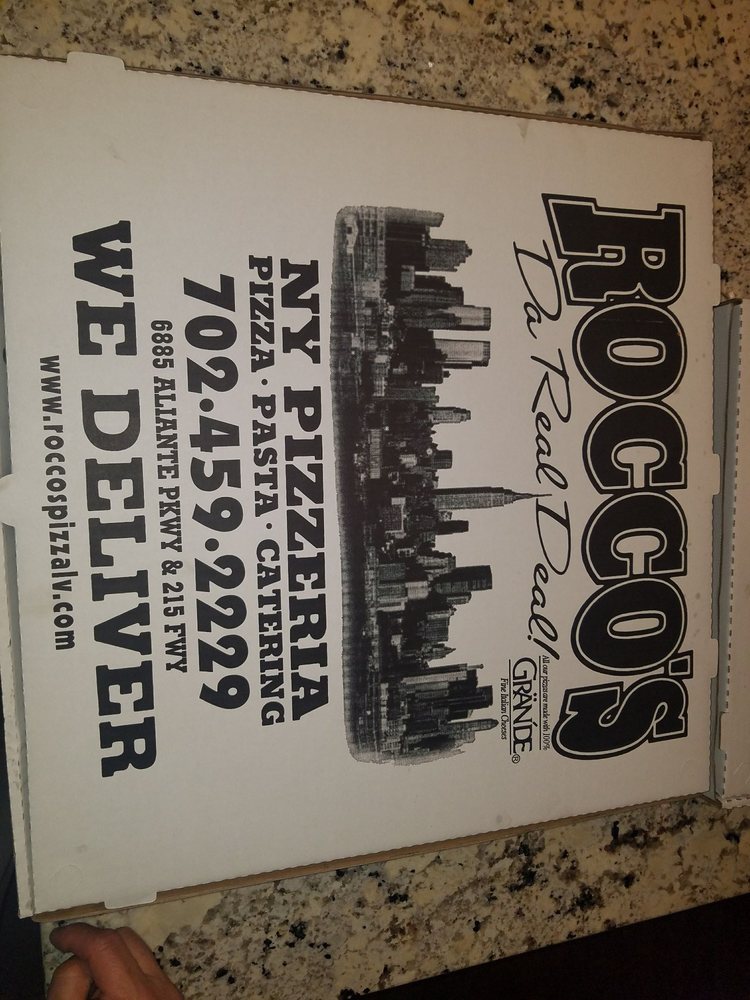 ROCCO'S
Da Real Deal!
All our pizzas are made with 100%
GRANDE®
Fine Italian Cheeses
NY PIZZERIA
PIZZA · PASTA · CATERING
702·459·2229
6885 ALIANTE PKWY & 215 FWY
WE DELIVER
www.roccospizzalv.com